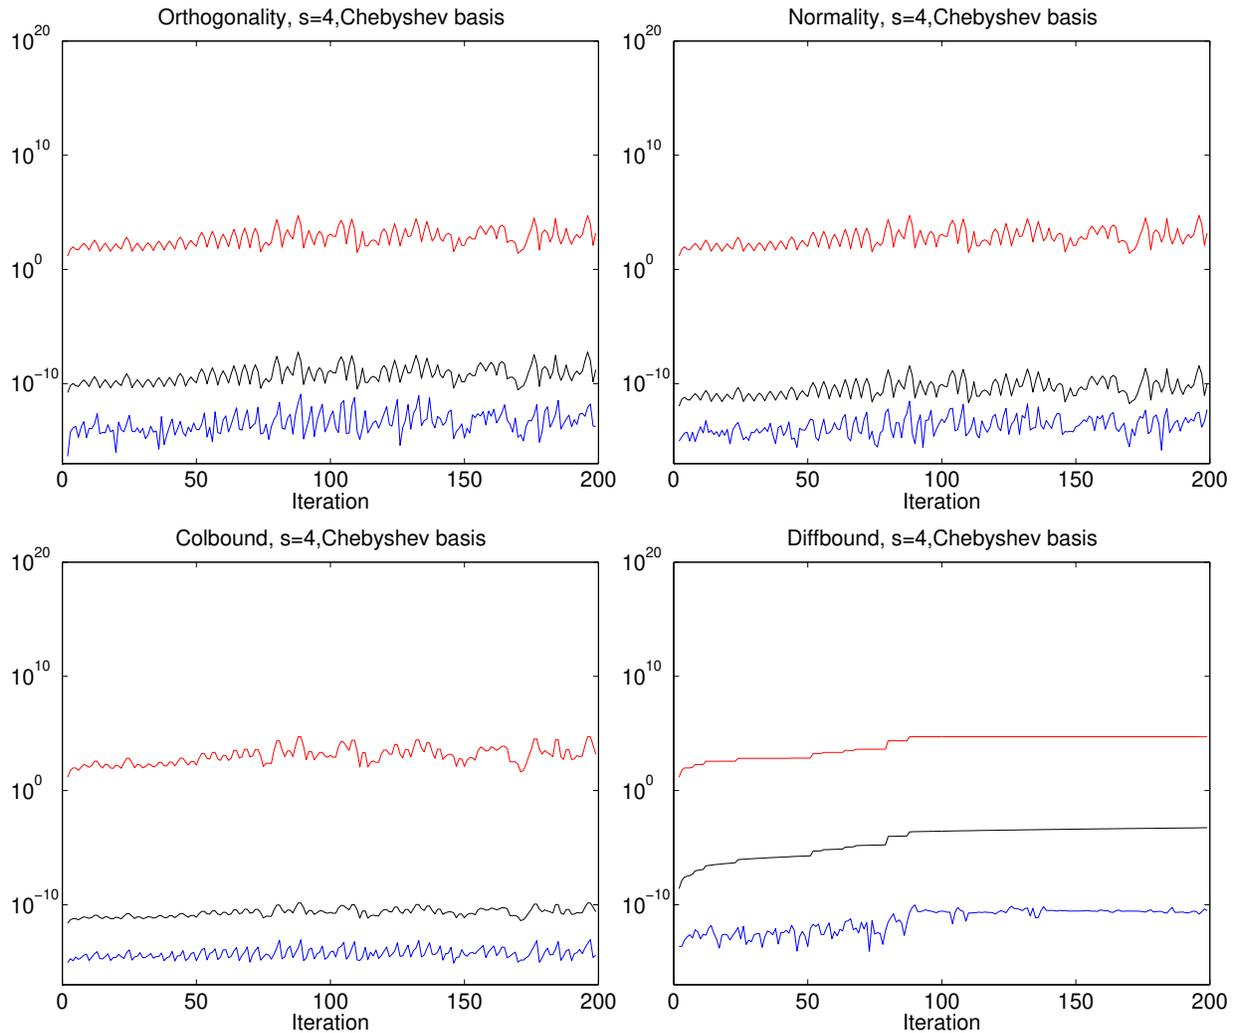 Orthogonality, s=4,Chebyshev basis
10^20
10^10
10^0
10^−10
0 50 100 150 200
Iteration
Normality, s=4,Chebyshev basis
10^20
10^10
10^0
10^−10
0 50 100 150 200
Iteration
Colbound, s=4,Chebyshev basis
10^20
10^10
10^0
10^−10
0 50 100 150 200
Iteration
Diffbound, s=4,Chebyshev basis
10^20
10^10
10^0
10^−10
0 50 100 150 200
Iteration